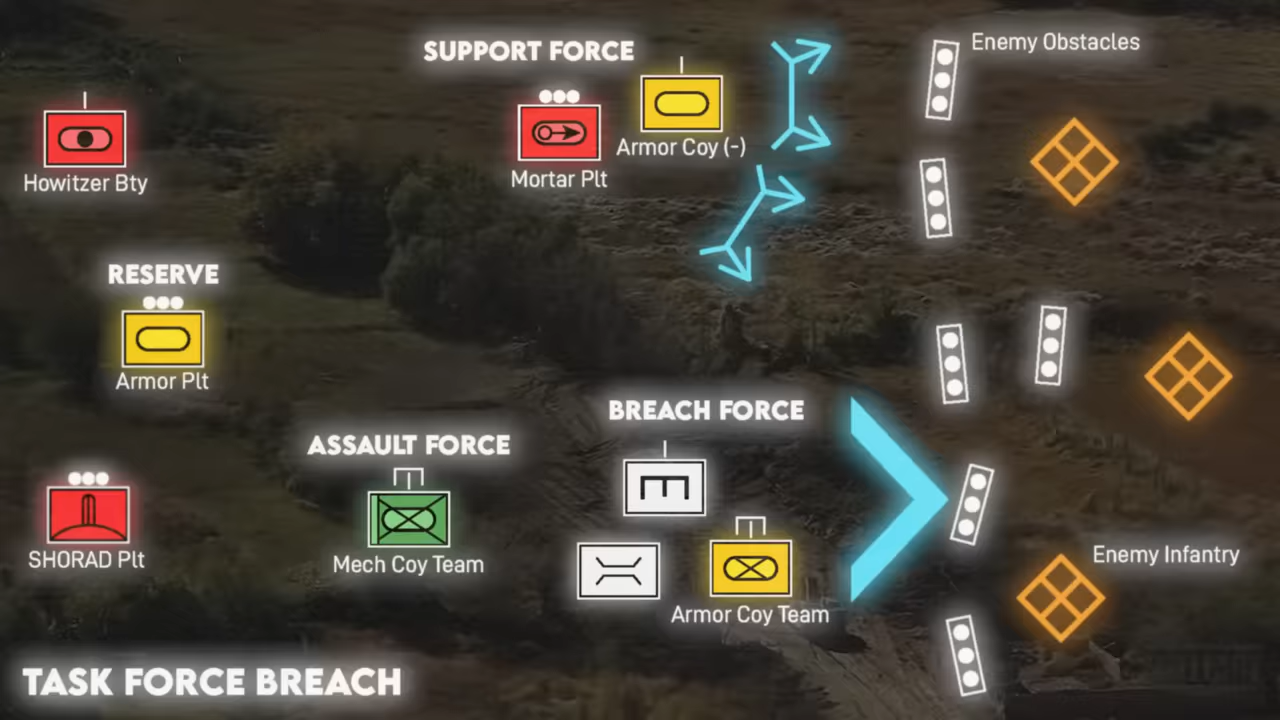 SUPPORT FORCE
Enemy Obstacles
Howitzer Bty
Mortar Plt
Armor Coy (-)
RESERVE
Armor Plt
BREACH FORCE
ASSAULT FORCE
SHORAD Plt
Mech Coy Team
Armor Coy Team
Enemy Infantry
TASK FORCE BREACH